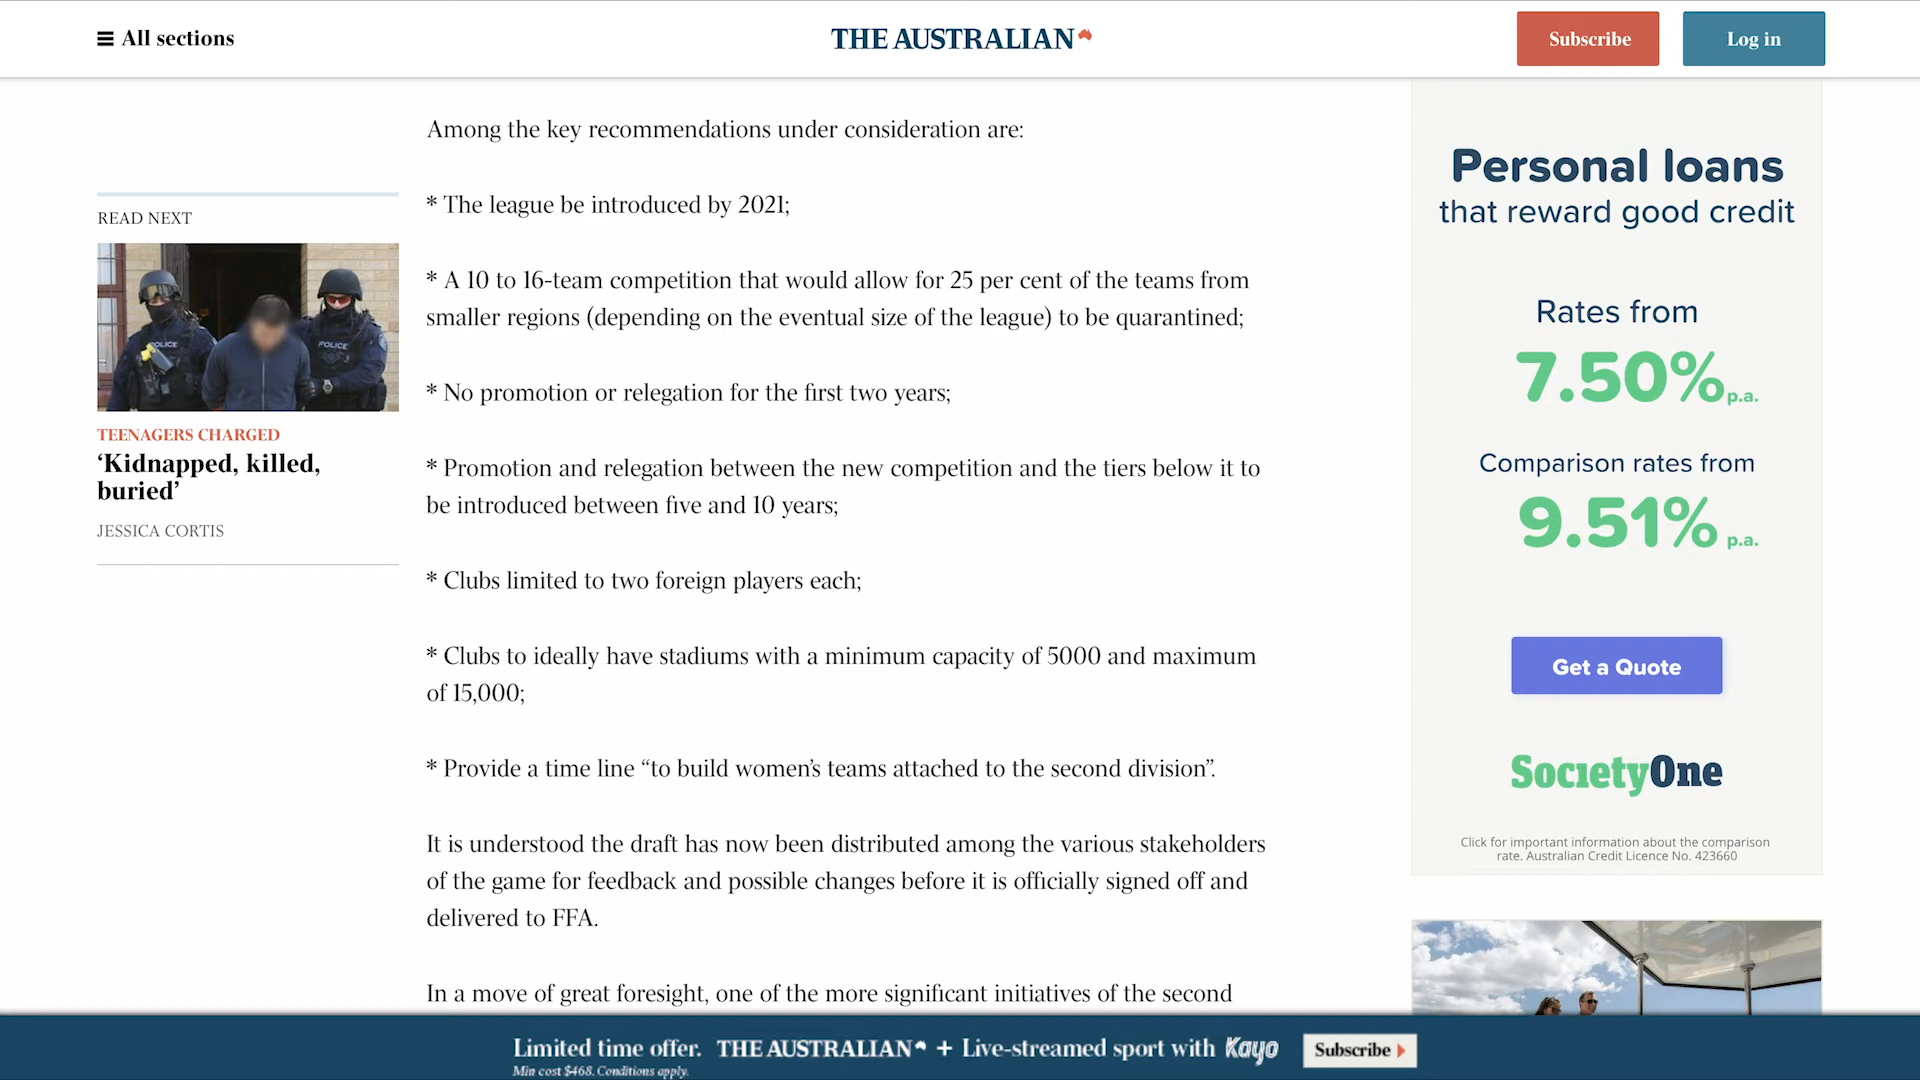 All sections
THE AUSTRALIAN
Subscribe
Log in
Among the key recommendations under consideration are:
* The league be introduced by 2021;
* A 10 to 16-team competition that would allow for 25 per cent of the teams from
smaller regions (depending on the eventual size of the league) to be quarantined;
* No promotion or relegation for the first two years;
* Promotion and relegation between the new competition and the tiers below it to
be introduced between five and 10 years;
* Clubs limited to two foreign players each;
* Clubs to ideally have stadiums with a minimum capacity of 5000 and maximum
of 15,000;
* Provide a time line “to build women’s teams attached to the second division”.
It is understood the draft has now been distributed among the various stakeholders
of the game for feedback and possible changes before it is officially signed off and
delivered to FFA.
In a move of great foresight, one of the more significant initiatives of the second
READ NEXT
POLICE
POLICE
TEENAGERS CHARGED
‘Kidnapped, killed,
buried’
JESSICA CORTIS
Personal loans
that reward good credit
Rates from
7.50% p.a.
Comparison rates from
9.51% p.a.
Get a Quote
SocietyOne
Click for important information about the comparison
rate. Australian Credit Licence No. 423660
Limited time offer. THE AUSTRALIAN + Live-streamed sport with Kayo
Min cost $468. Conditions apply.
Subscribe